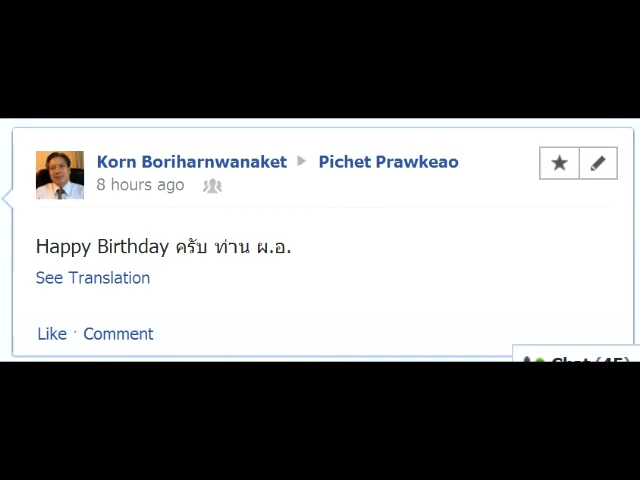 Korn Boriharnwanaket ▶ Pichet Prawkeao
8 hours ago
Happy Birthday ครับ ท่าน ผ.อ.
See Translation
Like · Comment
Chat (45)